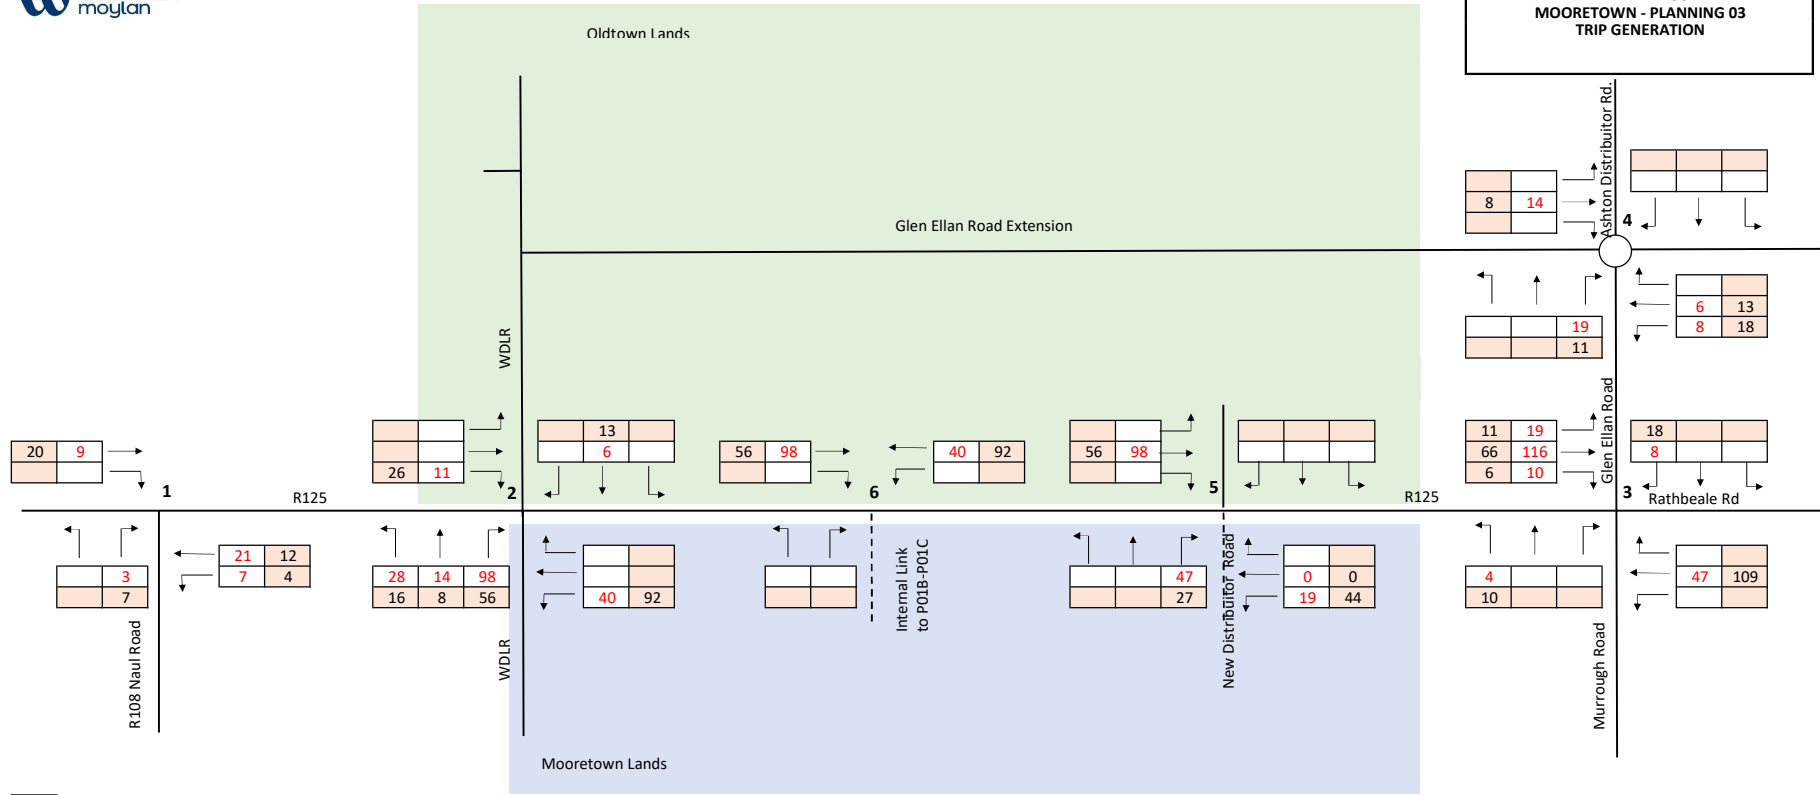 moylan
MOORETOWN - PLANNING 03
TRIP GENERATION
Oldtown Lands
Ashton Distribuitor Rd.
8 14
4
Glen Ellan Road Extension
6 13
8 18
19
11
WDLR
Glen Ellan Road
20 9
1
R125
26 11
2
13
6
56 98
6
40 92
56 98
5
R125
11 19
66 116
6 10
18
8
3
Rathbeale Rd
3
7
R108 Naul Road
21 12
7 4
28 14 98
16 8 56
WDLR
40 92
Internal Link
to P01B-P01C
47
27
New Distribuitor Road
0 0
19 44
4
10
Murrough Road
47 109
Mooretown Lands